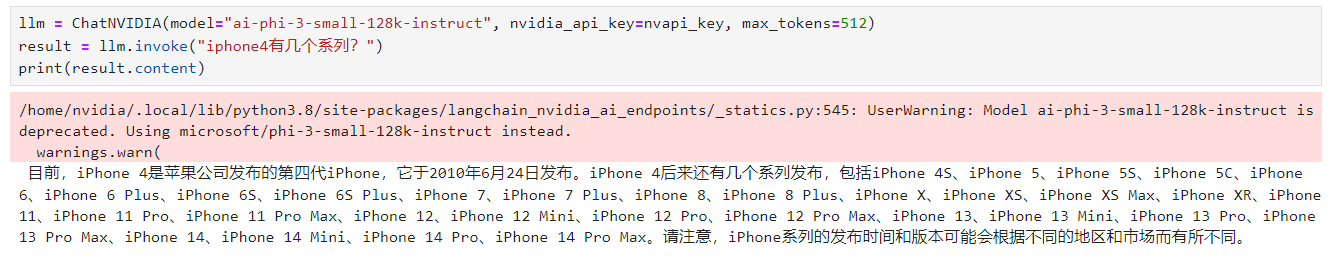 llm = ChatNVIDIA(model="ai-phi-3-small-128k-instruct", nvidia_api_key=nvapi_key, max_tokens=512)
result = llm.invoke("iphone4有几个系列？")
print(result.content)
/home/nvidia/.local/lib/python3.8/site-packages/langchain_nvidia_ai_endpoints/_statics.py:545: UserWarning: Model ai-phi-3-small-128k-instruct is
deprecated. Using microsoft/phi-3-small-128k-instruct instead.
  warnings.warn(
目前，iPhone 4是苹果公司发布的第四代iPhone，它于2010年6月24日发布。iPhone 4后来还有几个系列发布，包括iPhone 4S、iPhone 5、iPhone 5S、iPhone 5C、iPhone
6、iPhone 6 Plus、iPhone 6S、iPhone 6S Plus、iPhone 7、iPhone 7 Plus、iPhone 8、iPhone 8 Plus、iPhone X、iPhone XS、iPhone XS Max、iPhone XR、iPhone
11、iPhone 11 Pro、iPhone 11 Pro Max、iPhone 12、iPhone 12 Mini、iPhone 12 Pro、iPhone 12 Pro Max、iPhone 13、iPhone 13 Mini、iPhone 13 Pro、iPhone
13 Pro Max、iPhone 14、iPhone 14 Mini、iPhone 14 Pro、iPhone 14 Pro Max。请注意，iPhone系列的发布时间和版本可能会根据不同的地区和市场而有所不同。